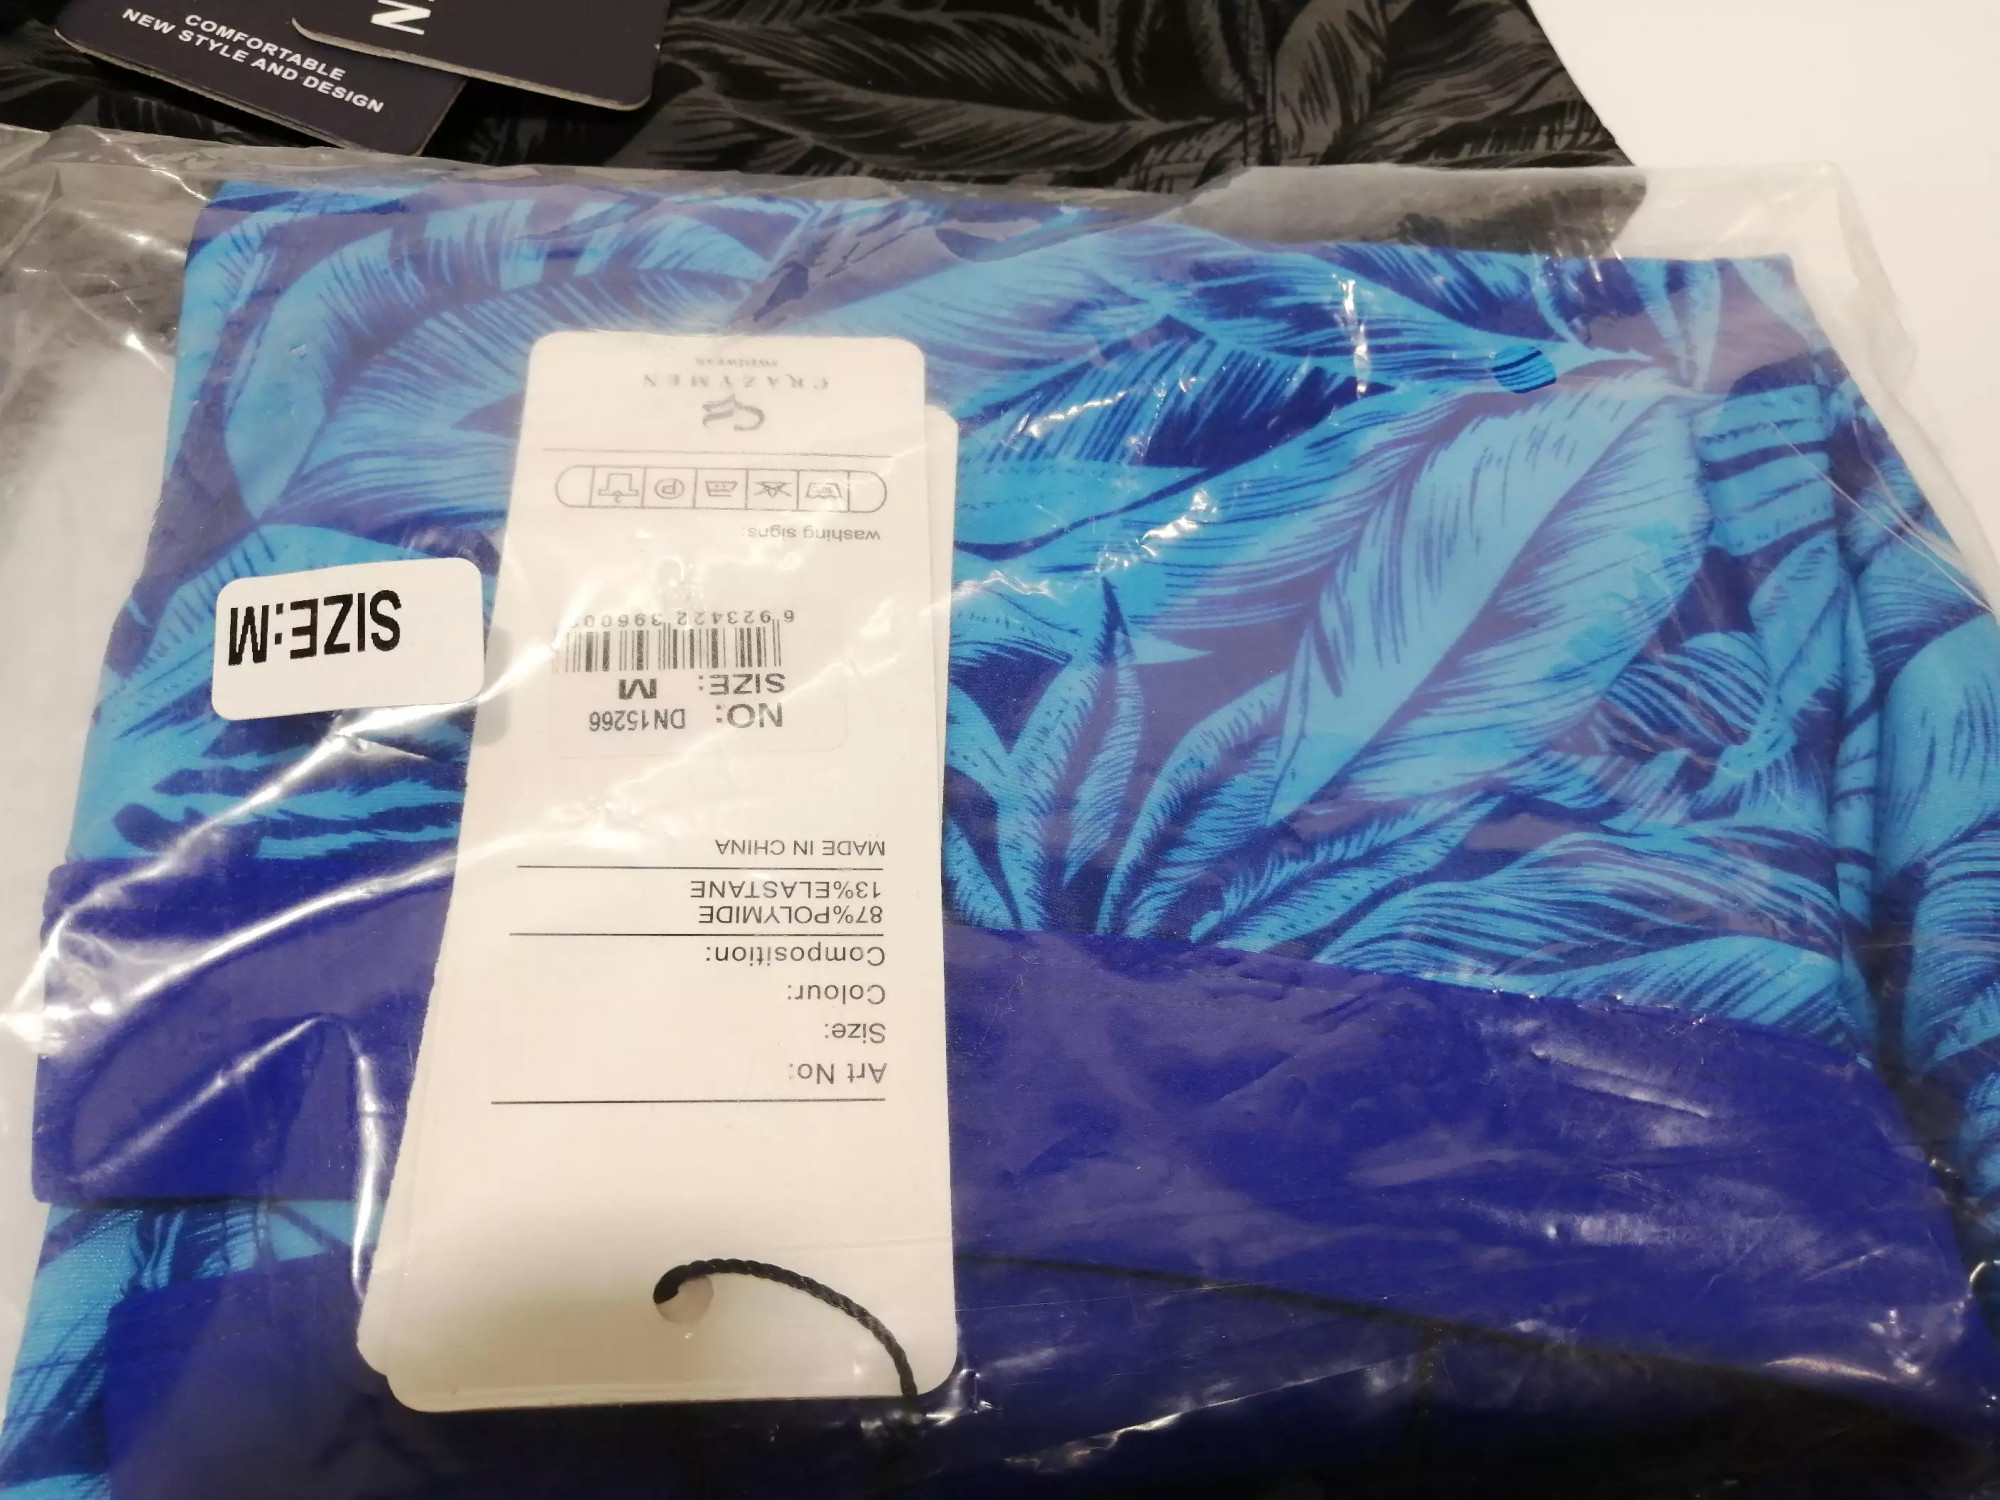 COMFORTABLE
NEW STYLE AND DESIGN
N
SIZE:M
Art No:
Size:
Colour:
Composition:
87%POLYMIDE
13%ELASTANE
MADE IN CHINA
NO: DN15266
SIZE: M
6 923422
washing signs:
P
CRAZYMEN
SWIMWEAR